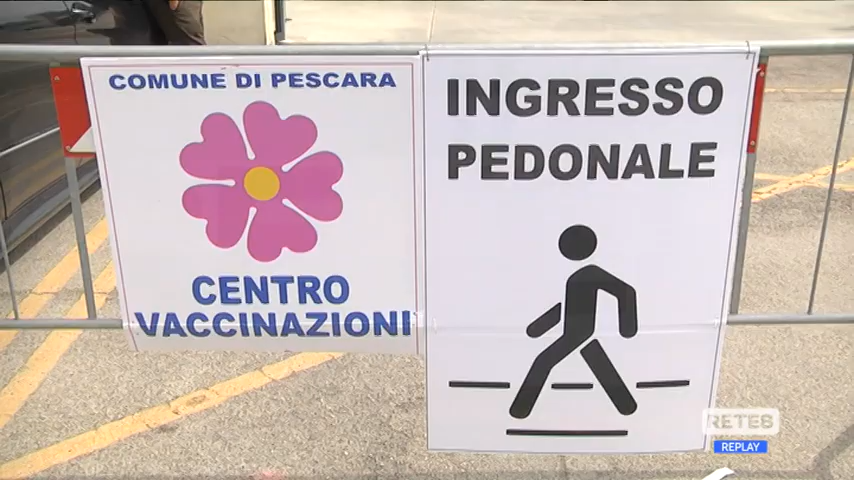 COMUNE DI PESCARA
CENTRO
VACCINAZIONI
INGRESSO
PEDONALE
RETE8
REPLAY